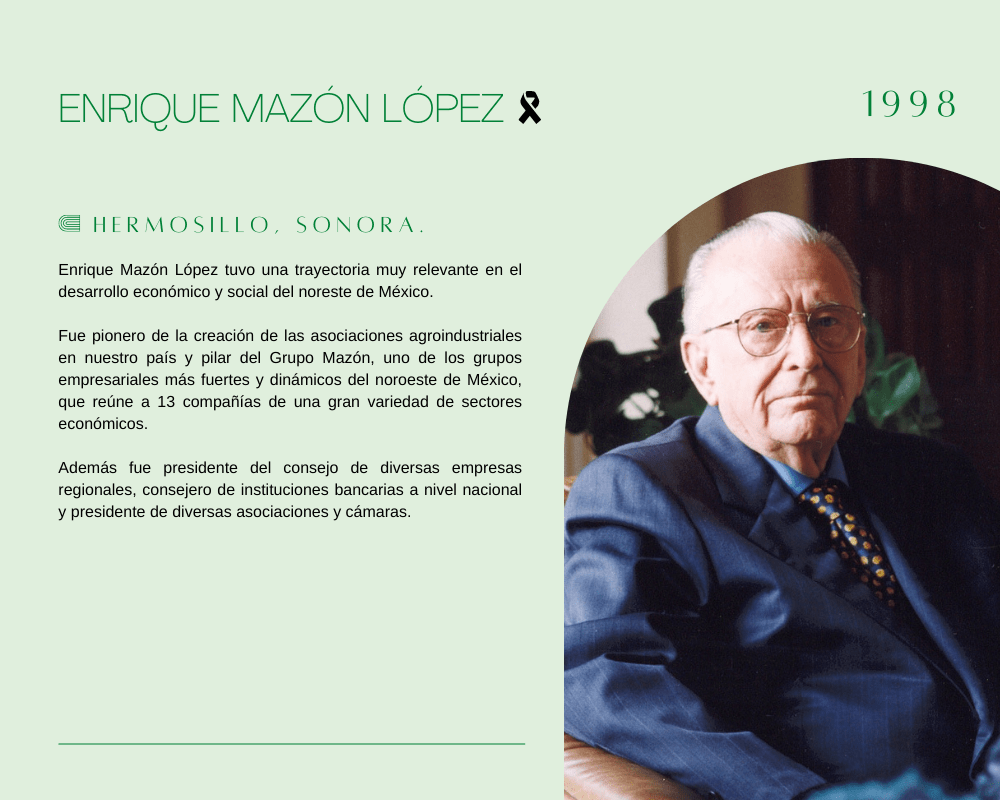 ENRIQUE MAZÓN LÓPEZ
1998
HERMOSILLO, SONORA.
Enrique Mazón López tuvo una trayectoria muy relevante en el
desarrollo económico y social del noreste de México.
Fue pionero de la creación de las asociaciones agroindustriales
en nuestro país y pilar del Grupo Mazón, uno de los grupos
empresariales más fuertes y dinámicos del noroeste de México,
que reúne a 13 compañías de una gran variedad de sectores
económicos.
Además fue presidente del consejo de diversas empresas
regionales, consejero de instituciones bancarias a nivel nacional
y presidente de diversas asociaciones y cámaras.